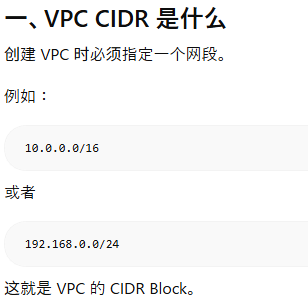 一、VPC CIDR 是什么
创建 VPC 时必须指定一个网段。
例如：
10.0.0.0/16
或者
192.168.0.0/24
这就是 VPC 的 CIDR Block。